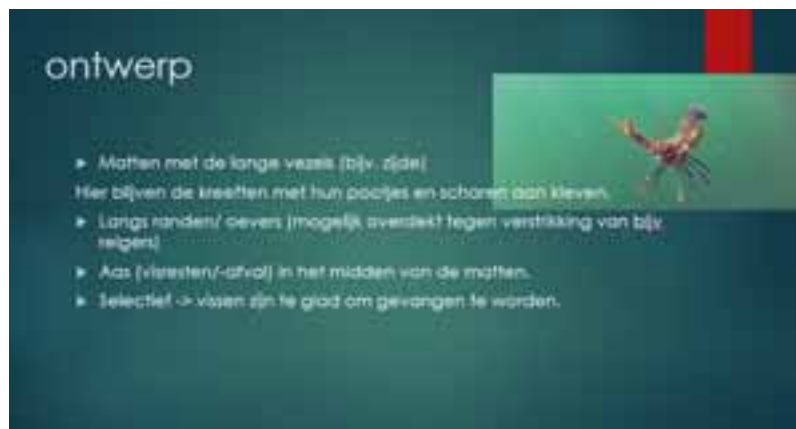 ontwerp
Matten met de lange vezels (bijv. zijde)
Hier blijven de kreeften met hun pootjes en scharen aan kleven.
Langs randen/ oevers (mogelijk overdekt tegen verstrikking van bijv.
reigers)
Aas (visresten/-afval) in het midden van de matten.
Selectief -> vissen zijn te glad om gevangen te worden.